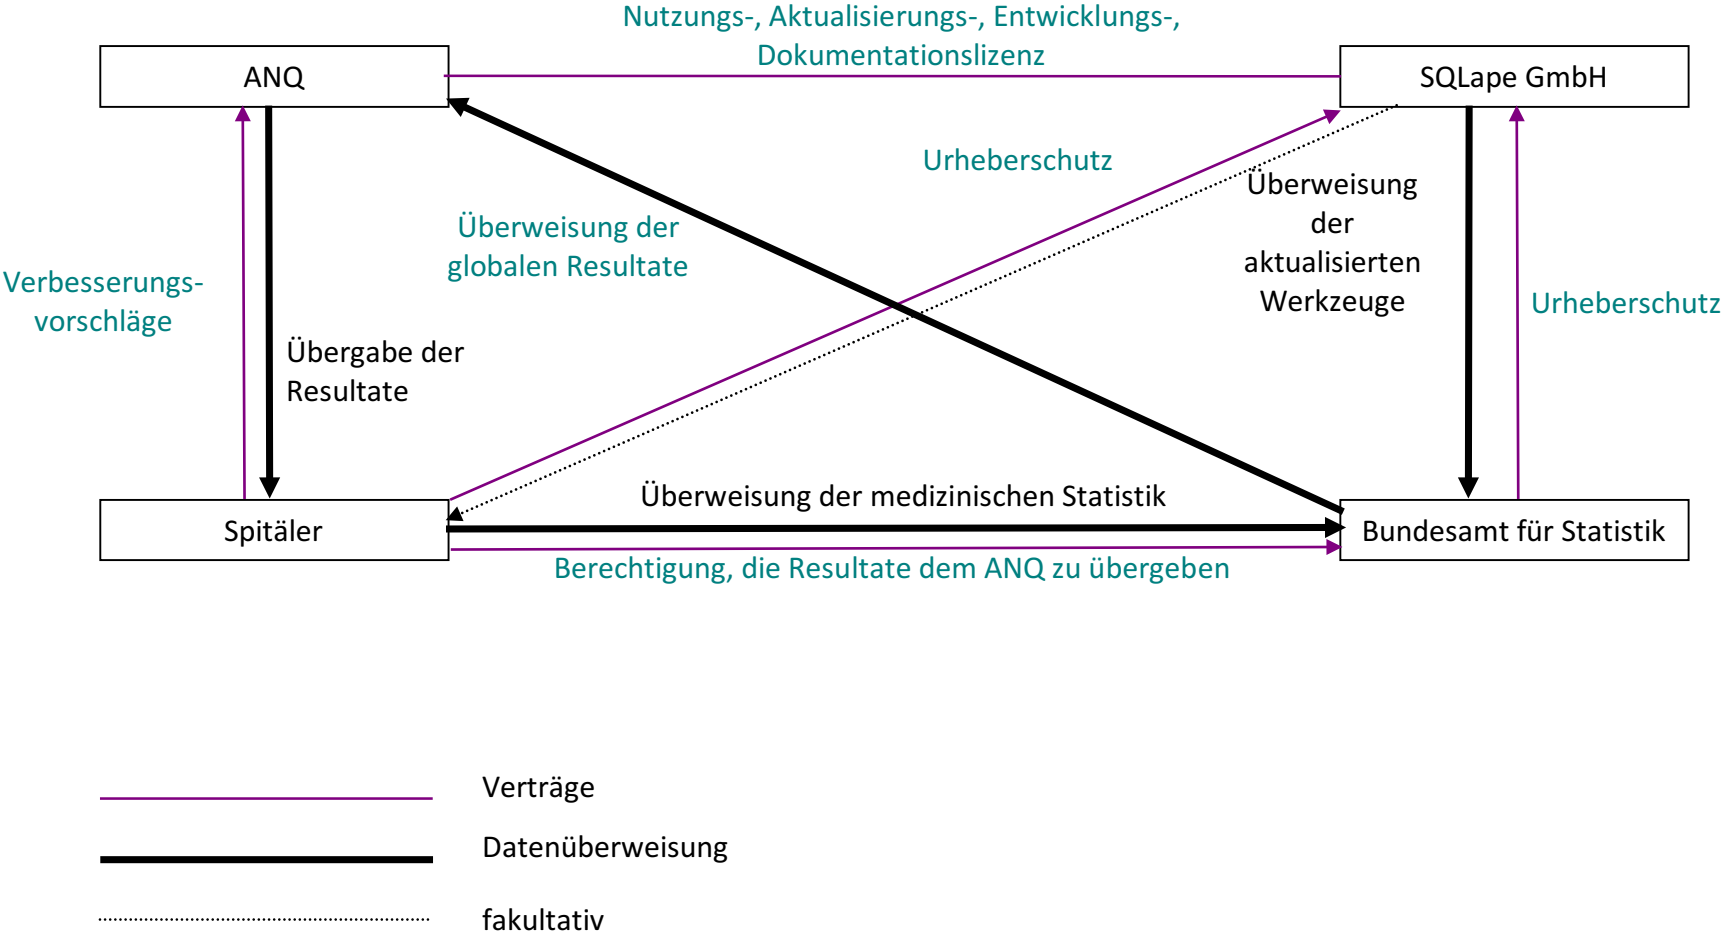 Nutzungs-, Aktualisierungs-, Entwicklungs-,
Dokumentationslizenz
ANQ
SQLape GmbH
Urheberschutz
Überweisung
der
aktualisierten
Werkzeuge
Überweisung der
globalen Resultate
Verbesserungs-
vorschläge
Urheberschutz
Übergabe der
Resultate
Überweisung der medizinischen Statistik
Spitäler
Bundesamt für Statistik
Berechtigung, die Resultate dem ANQ zu übergeben
Verträge
Datenüberweisung
fakultativ